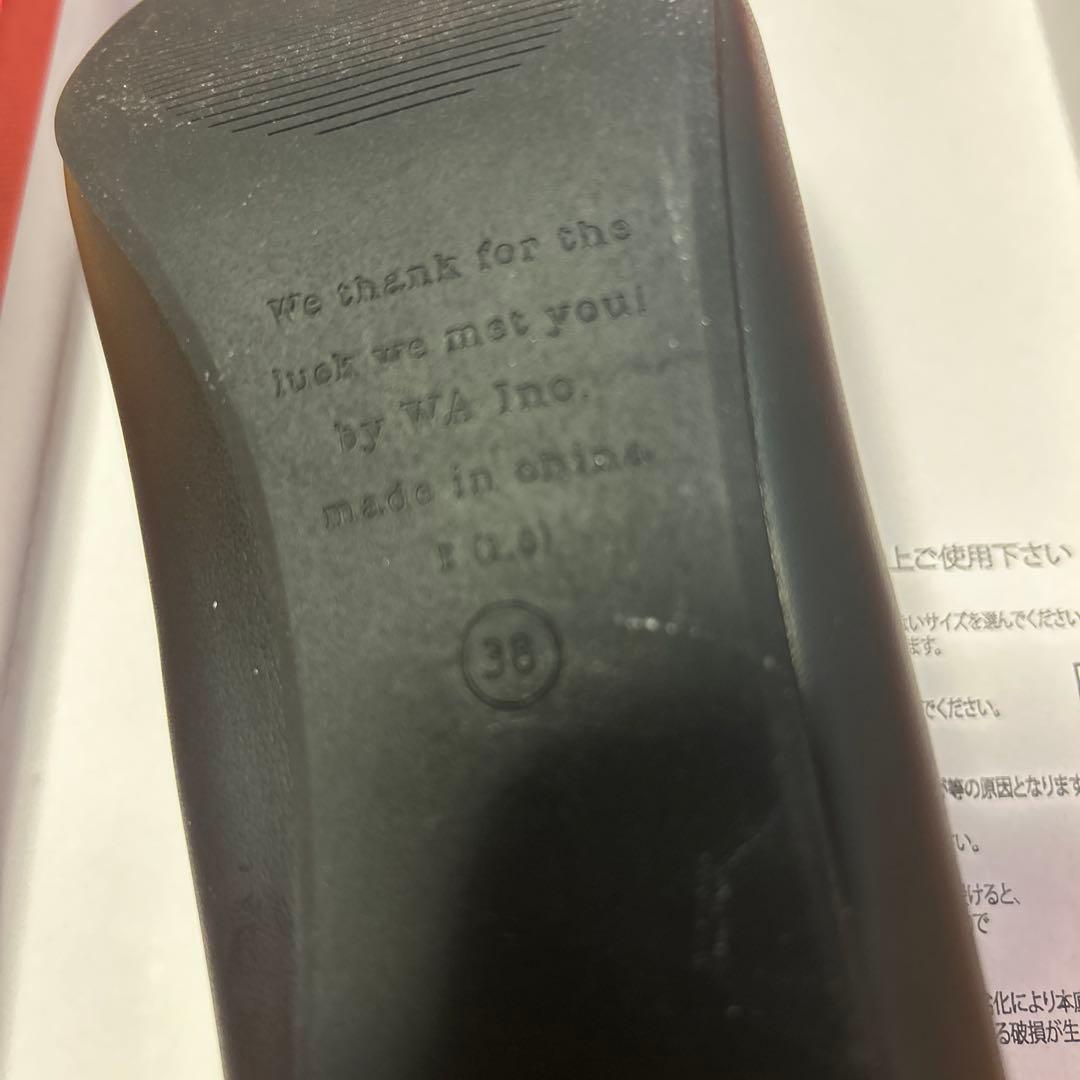 We thank for the
luck we met you!
by WA Inc.
made in china.
38
上ご使用下さい
いサイズを選んでください
ます。
でください。
等の原因となります
い。
けると、
で
化により本
る破損が生